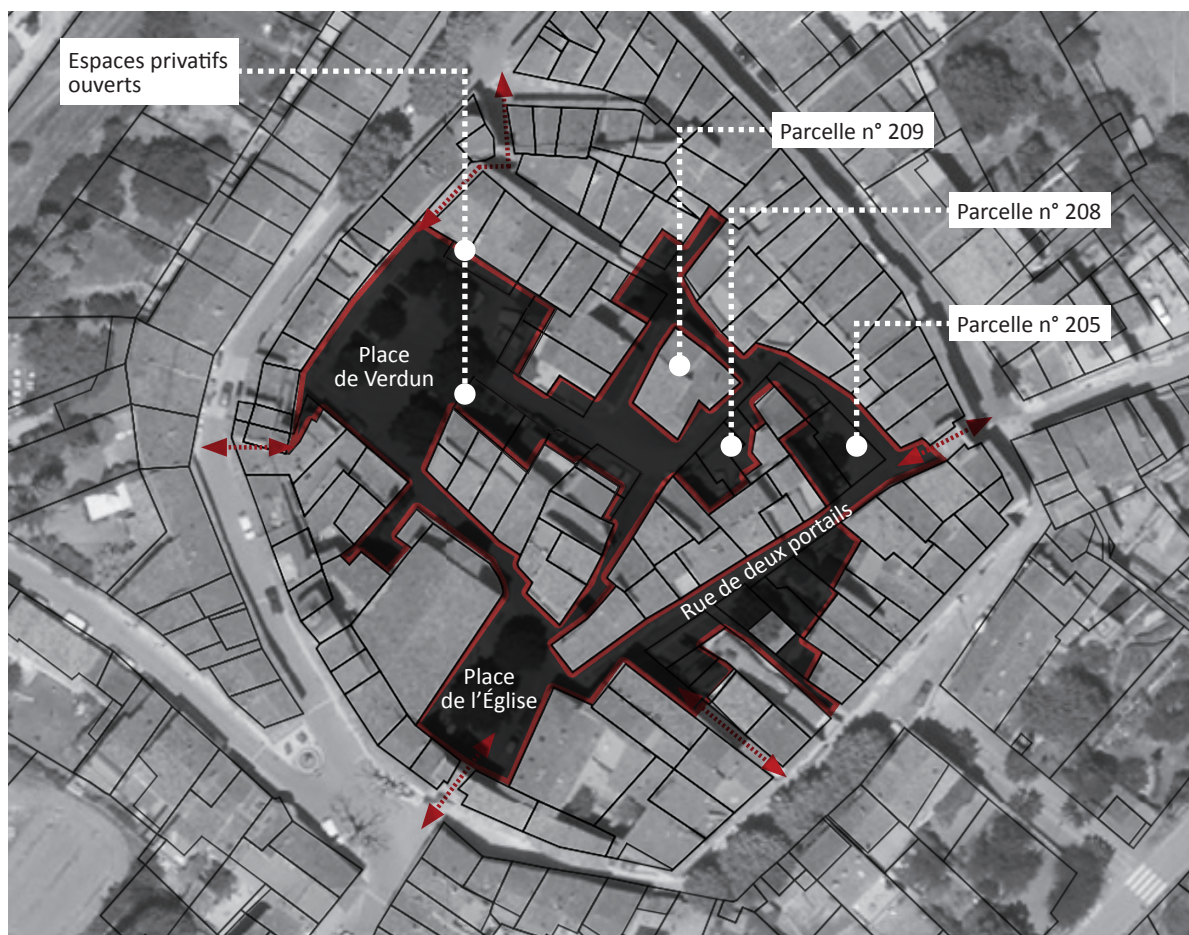 Espaces privatifs
ouverts
Parcelle n° 209
Parcelle n° 208
Parcelle n° 205
Place
de Verdun
Rue de deux portails
Place
de l'Église